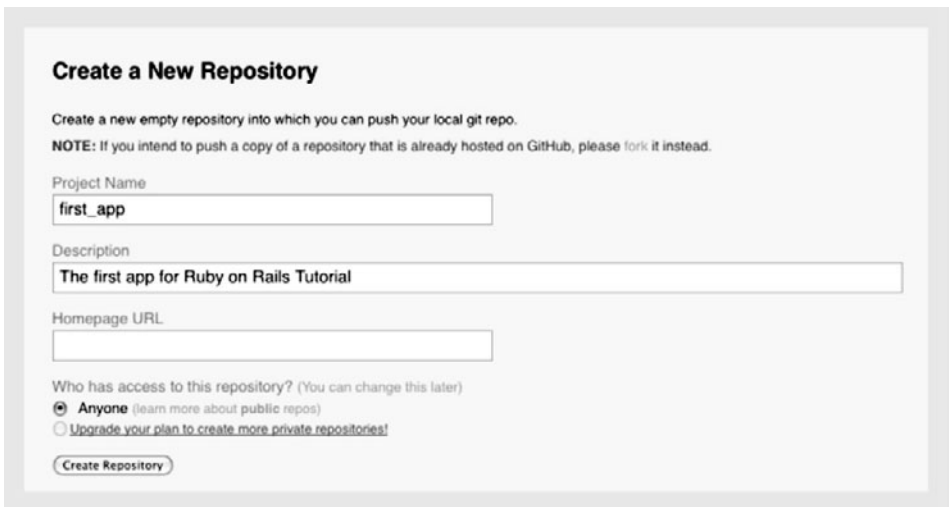 Create a New Repository
Create a new empty repository into which you can push your local git repo.
NOTE: If you intend to push a copy of a repository that is already hosted on GitHub, please fork it instead.
Project Name
first_app
Description
The first app for Ruby on Rails Tutorial
Homepage URL
Who has access to this repository? (You can change this later)
Anyone (learn more about public repos)
Upgrade your plan to create more private repositories!
Create Repository